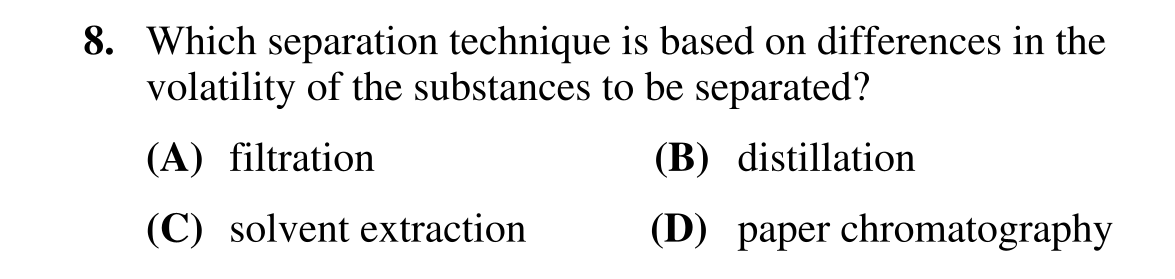 8. Which separation technique is based on differences in the
volatility of the substances to be separated?
(A) filtration (B) distillation
(C) solvent extraction (D) paper chromatography